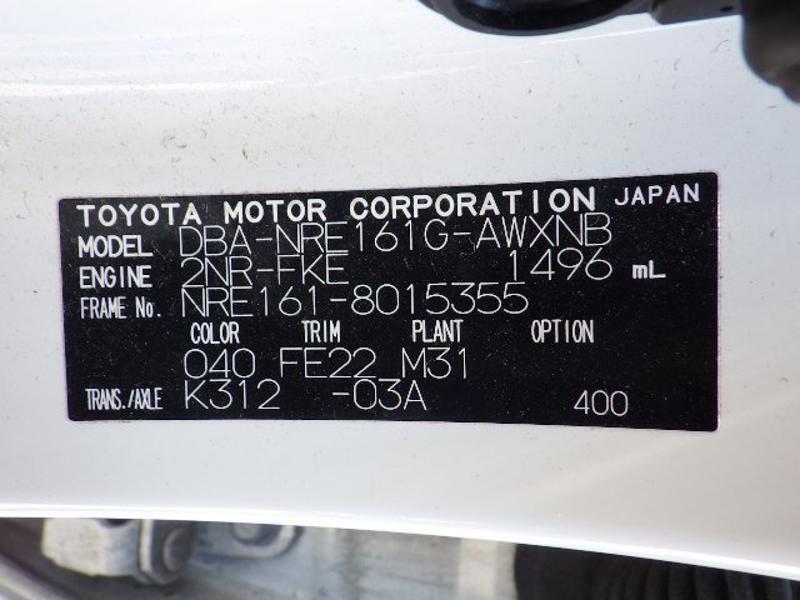 TOYOTA MOTOR CORPORATION JAPAN
MODEL DBA-NRE161G-AWXNB
ENGINE 2NR-FKE 1496 mL
FRAME No. NRE161-8015355
COLOR TRIM PLANT OPTION
040 FE22 M31
TRANS./AXLE K312 -03A 400